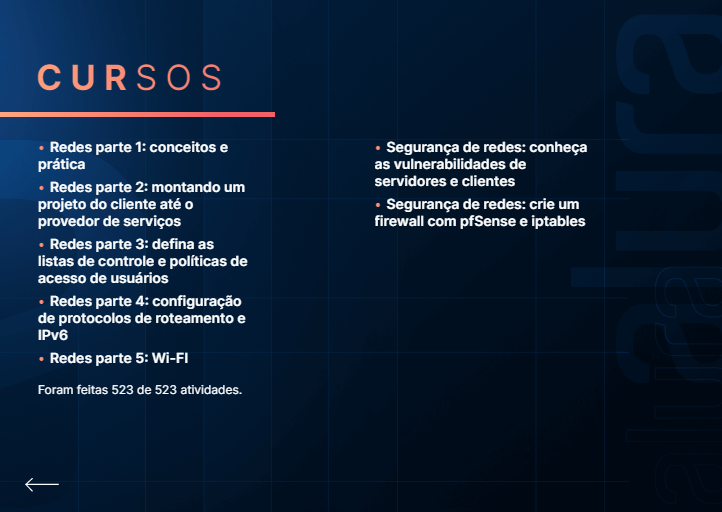 CURSOS
• Redes parte 1: conceitos e
prática
• Redes parte 2: montando um
projeto do cliente até o
provedor de serviços
• Redes parte 3: defina as
listas de controle e políticas de
acesso de usuários
• Redes parte 4: configuração
de protocolos de roteamento e
IPv6
• Redes parte 5: Wi-FI
Foram feitas 523 de 523 atividades.
• Segurança de redes: conheça
as vulnerabilidades de
servidores e clientes
• Segurança de redes: crie um
firewall com pfSense e iptables
alura
alura